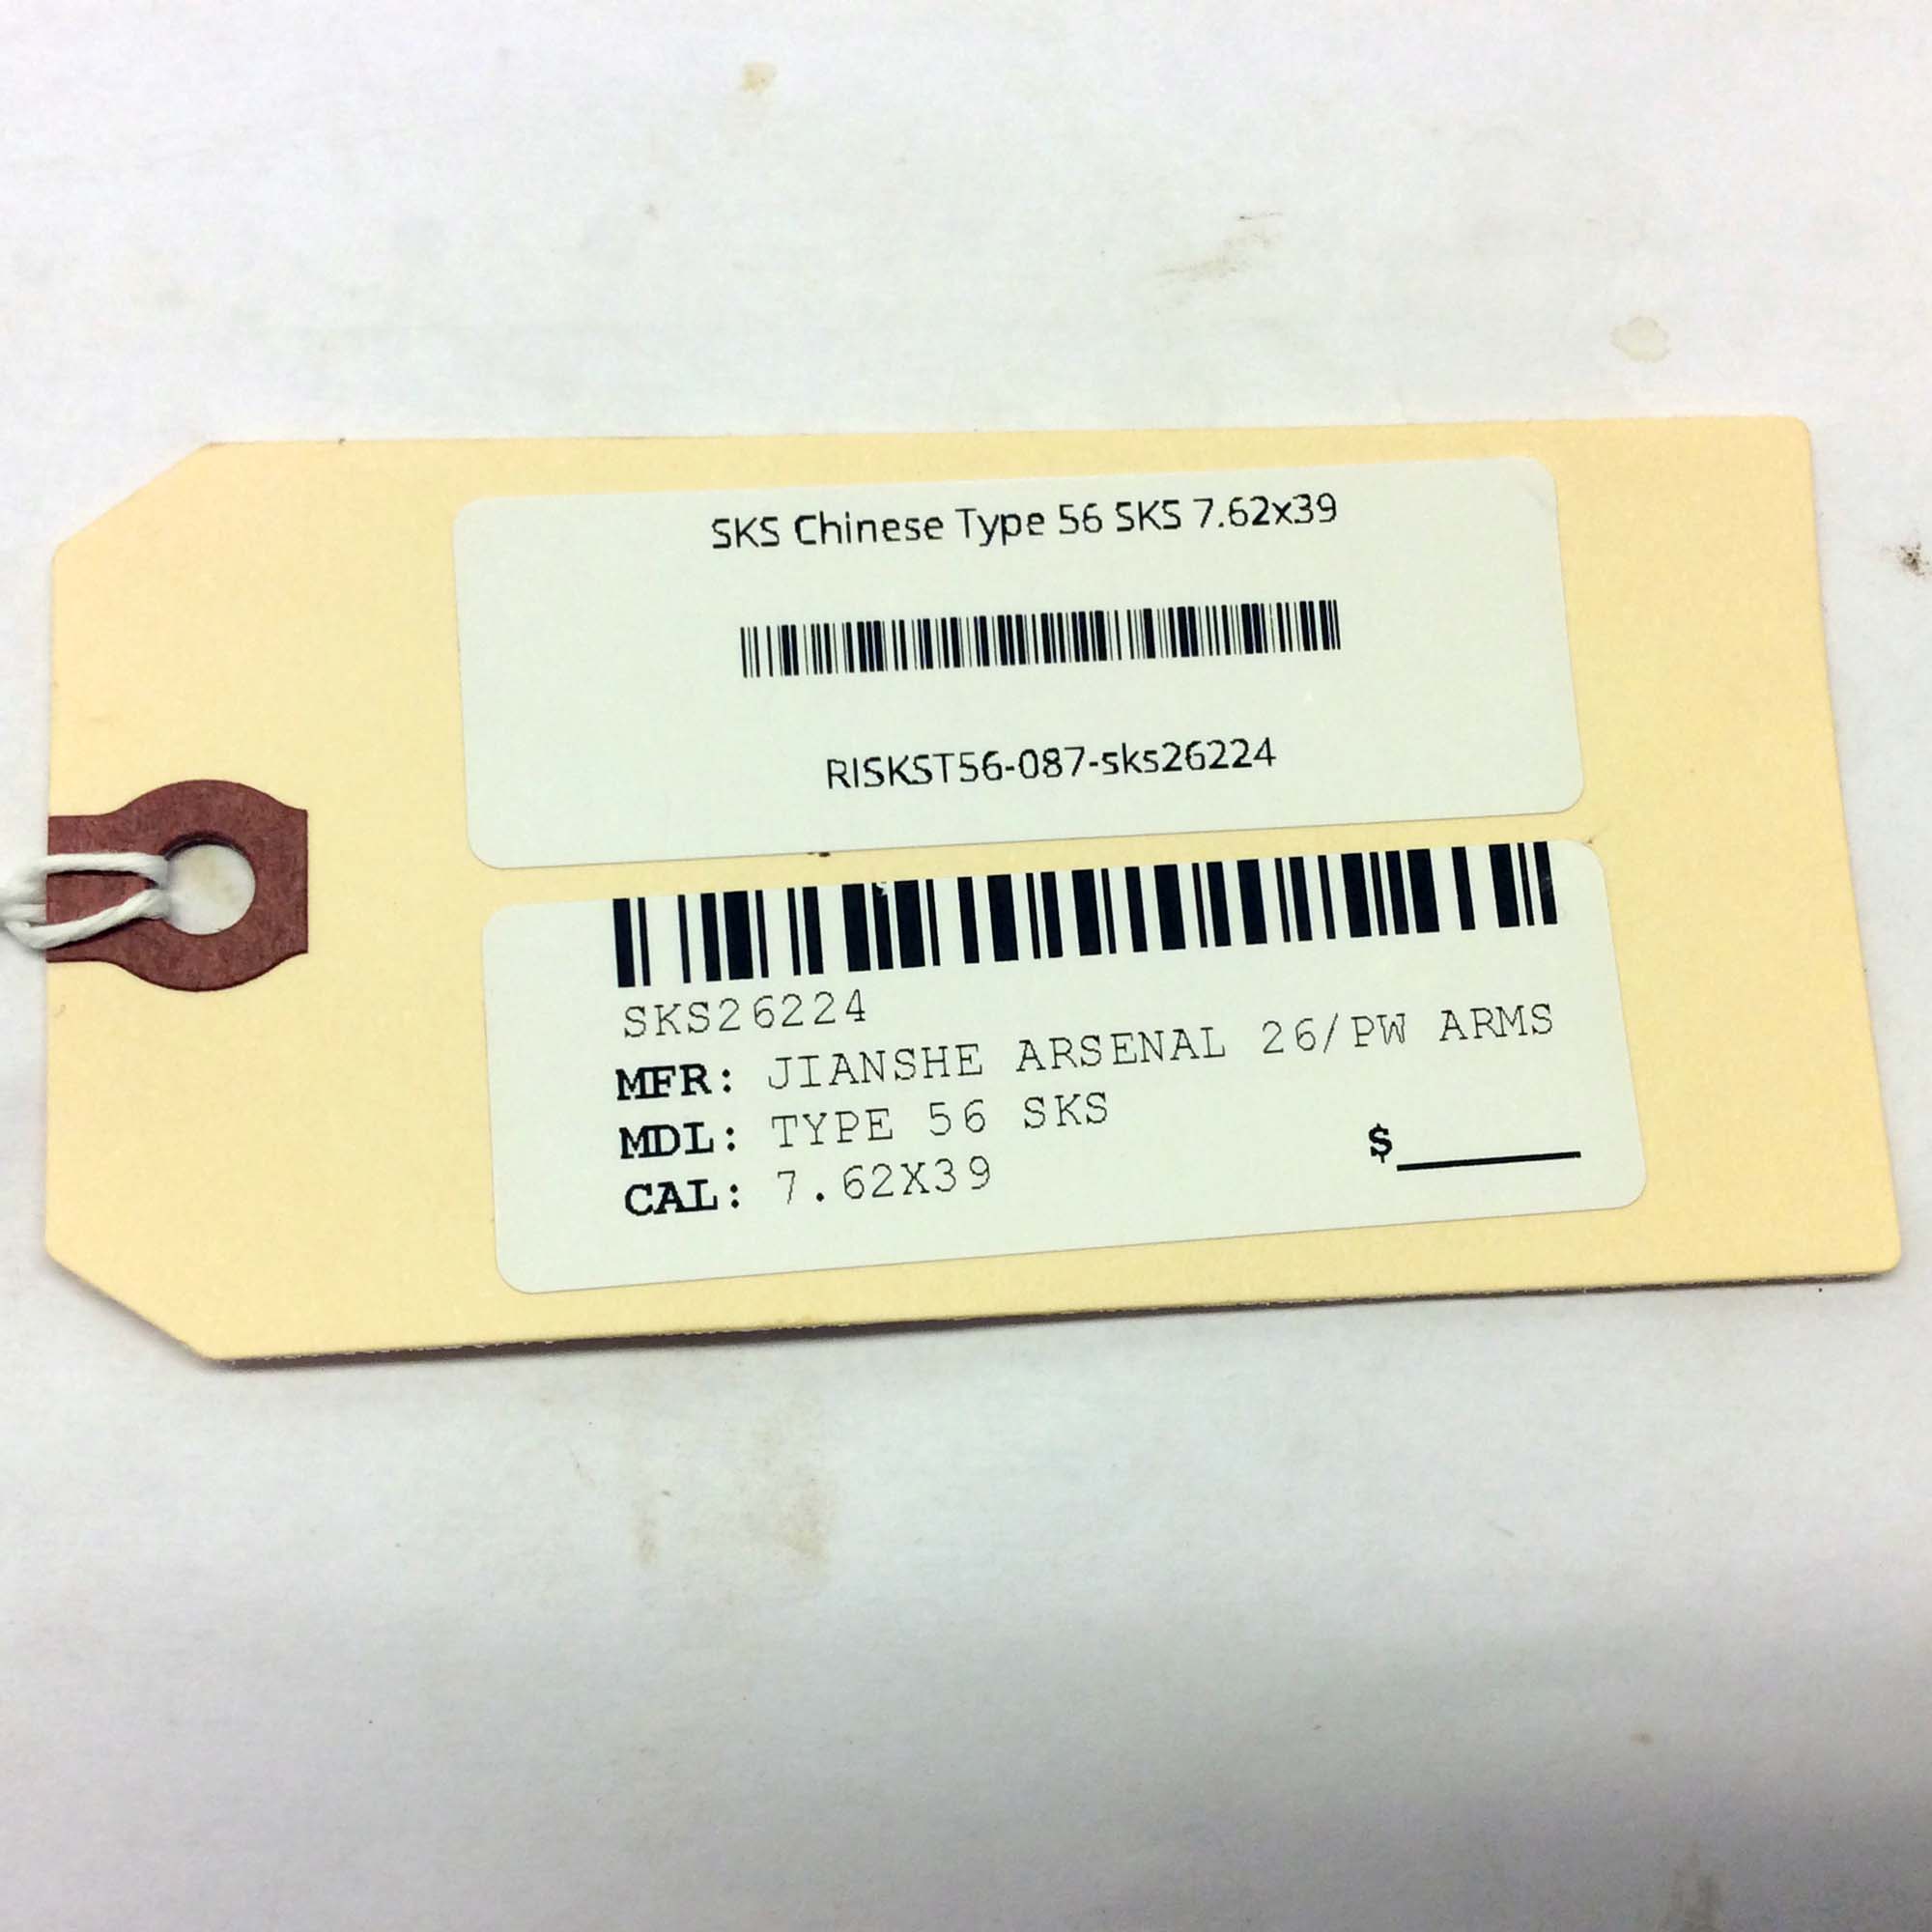 SKS Chinese Type 56 SKS 7.62x39
RISKST56-087-sks26224
SKS26224
MFR: JIANSHE ARSENAL 26/PW ARMS
MDL: TYPE 56 SKS
CAL: 7.62X39
$